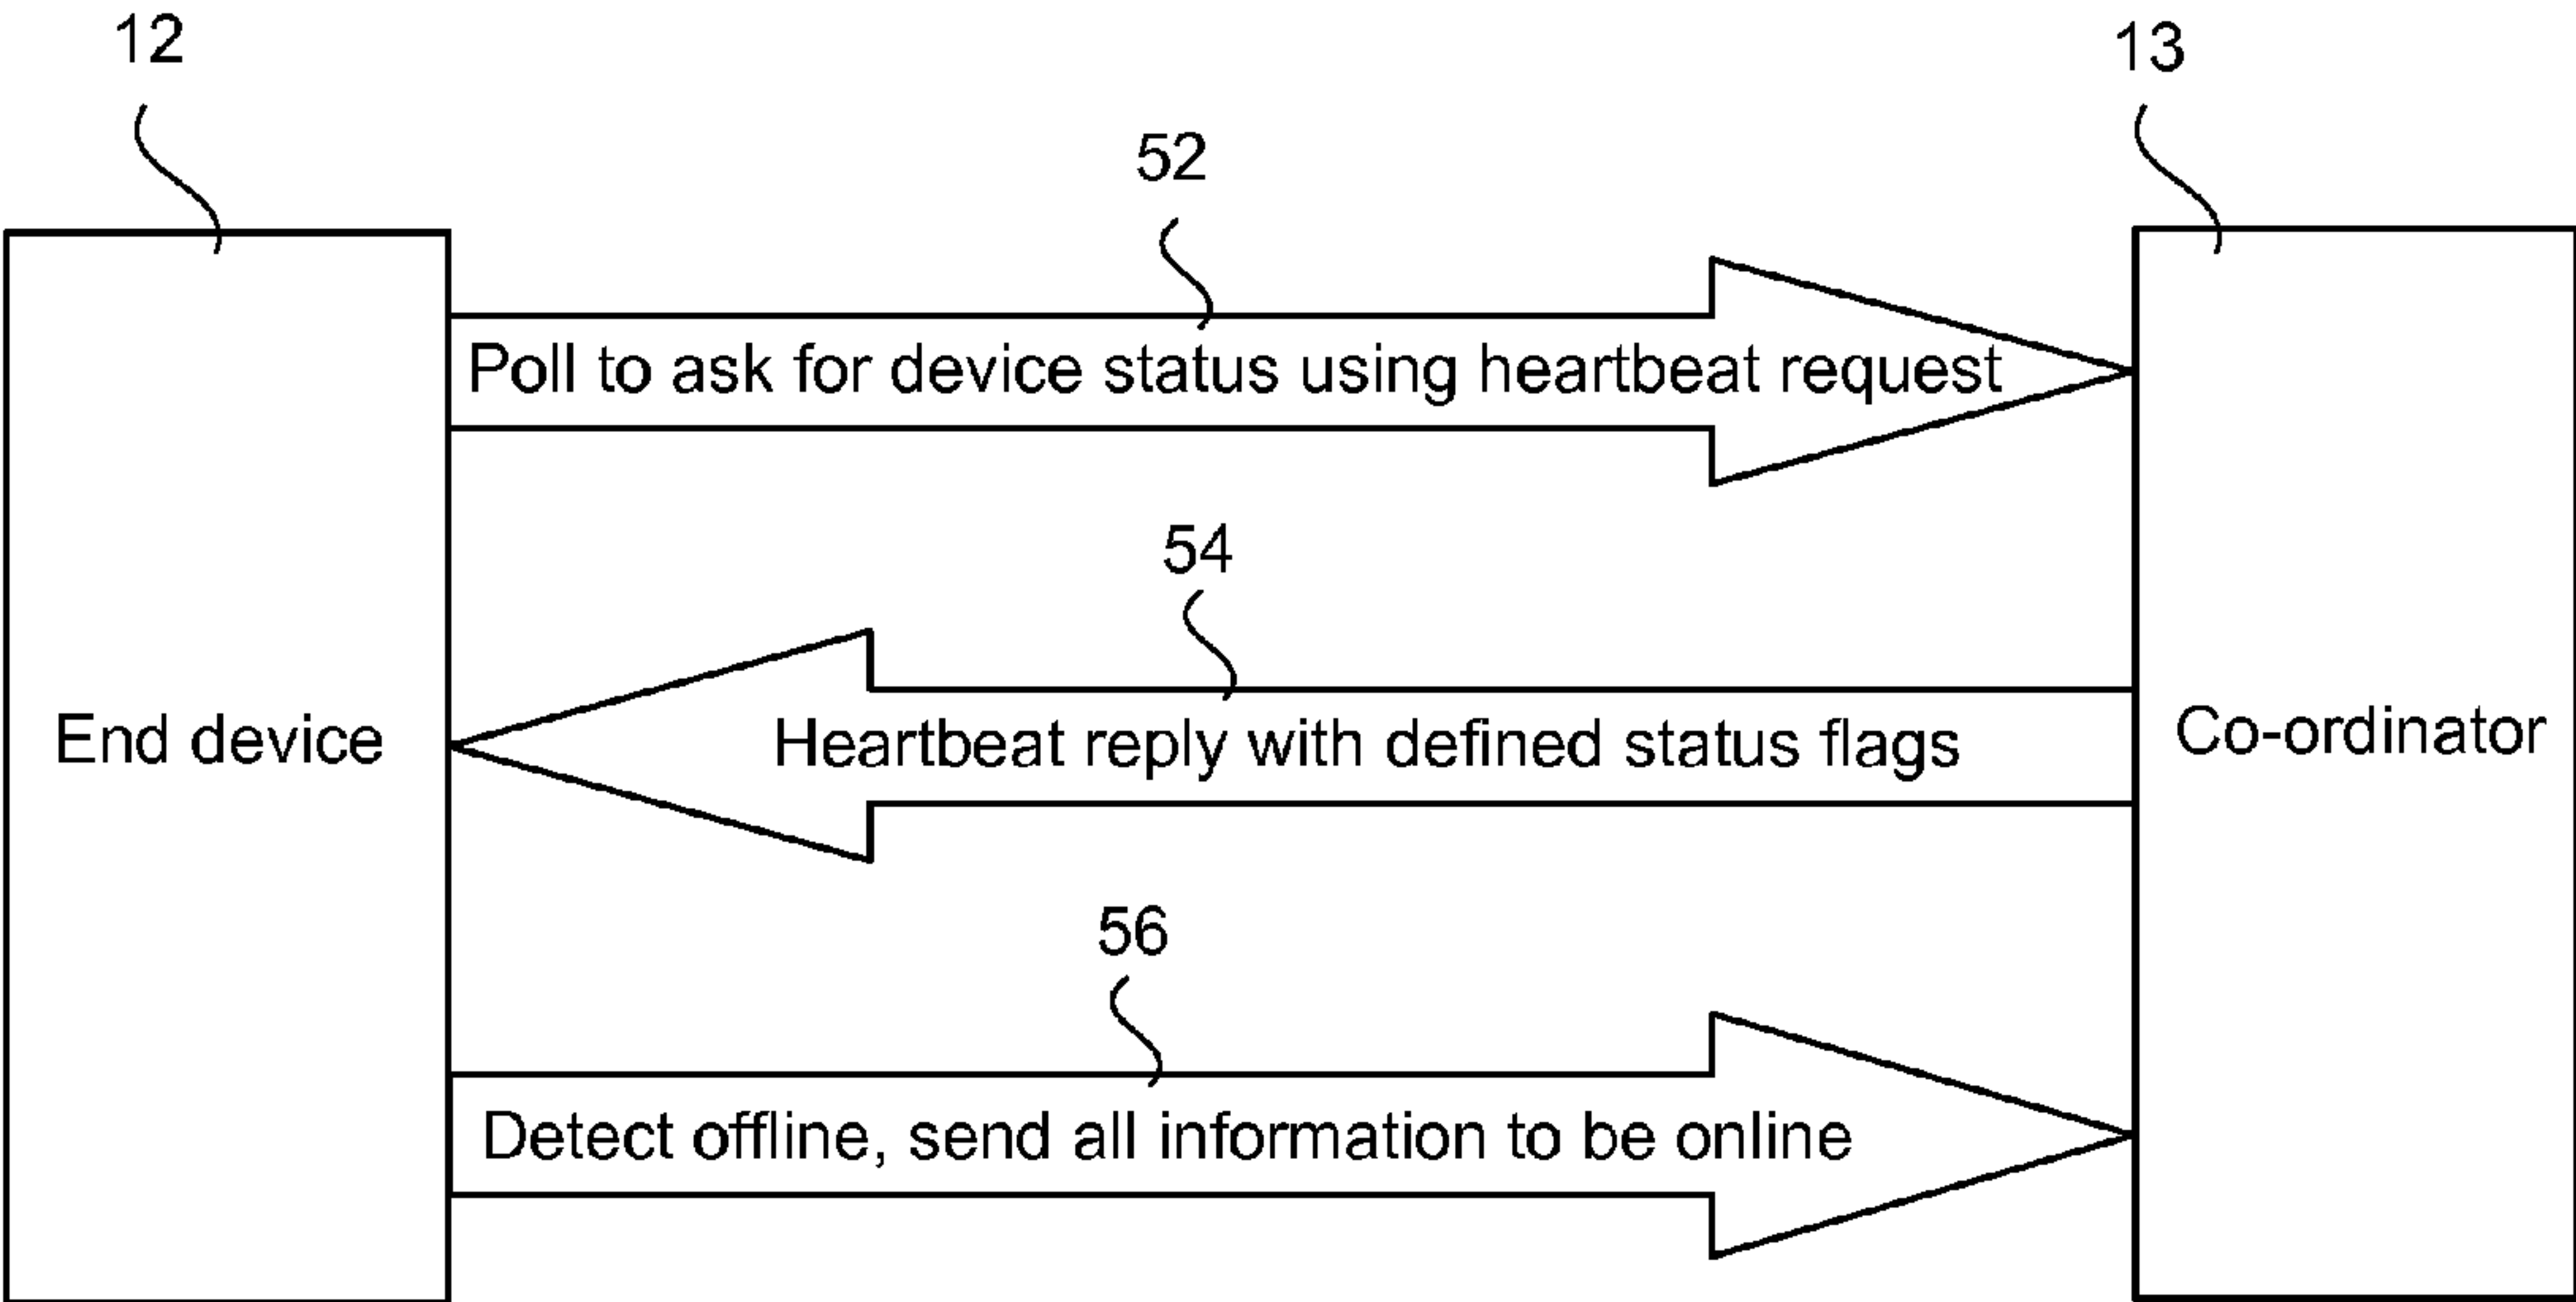 12
13
52
Poll to ask for device status using heartbeat request
54
End device
Heartbeat reply with defined status flags
Co-ordinator
56
Detect offline, send all information to be online